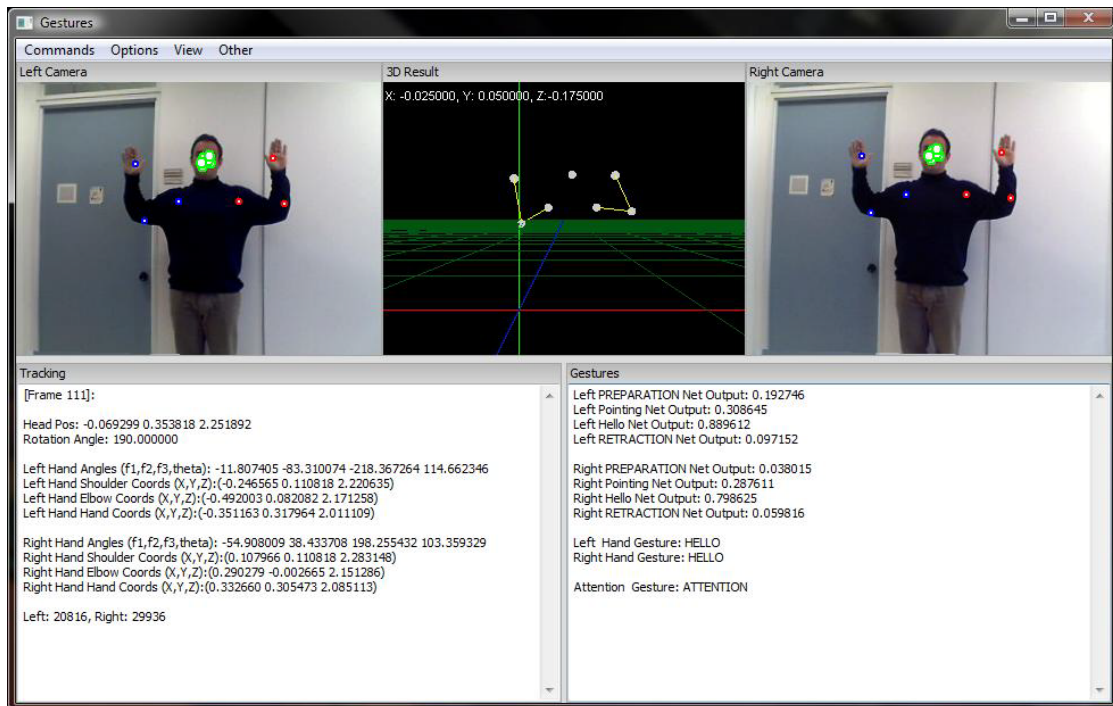 Gestures
Commands Options View Other
Left Camera
3D Result
Right Camera
X: -0.025000, Y: 0.050000, Z:-0.175000
Tracking
[Frame 111]:
Head Pos: -0.069299 0.353818 2.251892
Rotation Angle: 190.000000
Left Hand Angles (f1,f2,f3,theta): -11.807405 -83.310074 -218.367264 114.662346
Left Hand Shoulder Coords (X,Y,Z):(-0.246565 0.110818 2.220635)
Left Hand Elbow Coords (X,Y,Z):(-0.492003 0.082082 2.171258)
Left Hand Hand Coords (X,Y,Z):(-0.351163 0.317964 2.011109)
Right Hand Angles (f1,f2,f3,theta): -54.908009 38.433708 198.255432 103.359329
Right Hand Shoulder Coords (X,Y,Z):(0.107966 0.110818 2.283148)
Right Hand Elbow Coords (X,Y,Z):(0.290279 -0.002665 2.151286)
Right Hand Hand Coords (X,Y,Z):(0.332660 0.305473 2.085113)
Left: 20816, Right: 29936
Gestures
Left PREPARATION Net Output: 0.192746
Left Pointing Net Output: 0.308645
Left Hello Net Output: 0.889612
Left RETRACTION Net Output: 0.097152
Right PREPARATION Net Output: 0.038015
Right Pointing Net Output: 0.287611
Right Hello Net Output: 0.798625
Right RETRACTION Net Output: 0.059816
Left Hand Gesture: HELLO
Right Hand Gesture: HELLO
Attention Gesture: ATTENTION